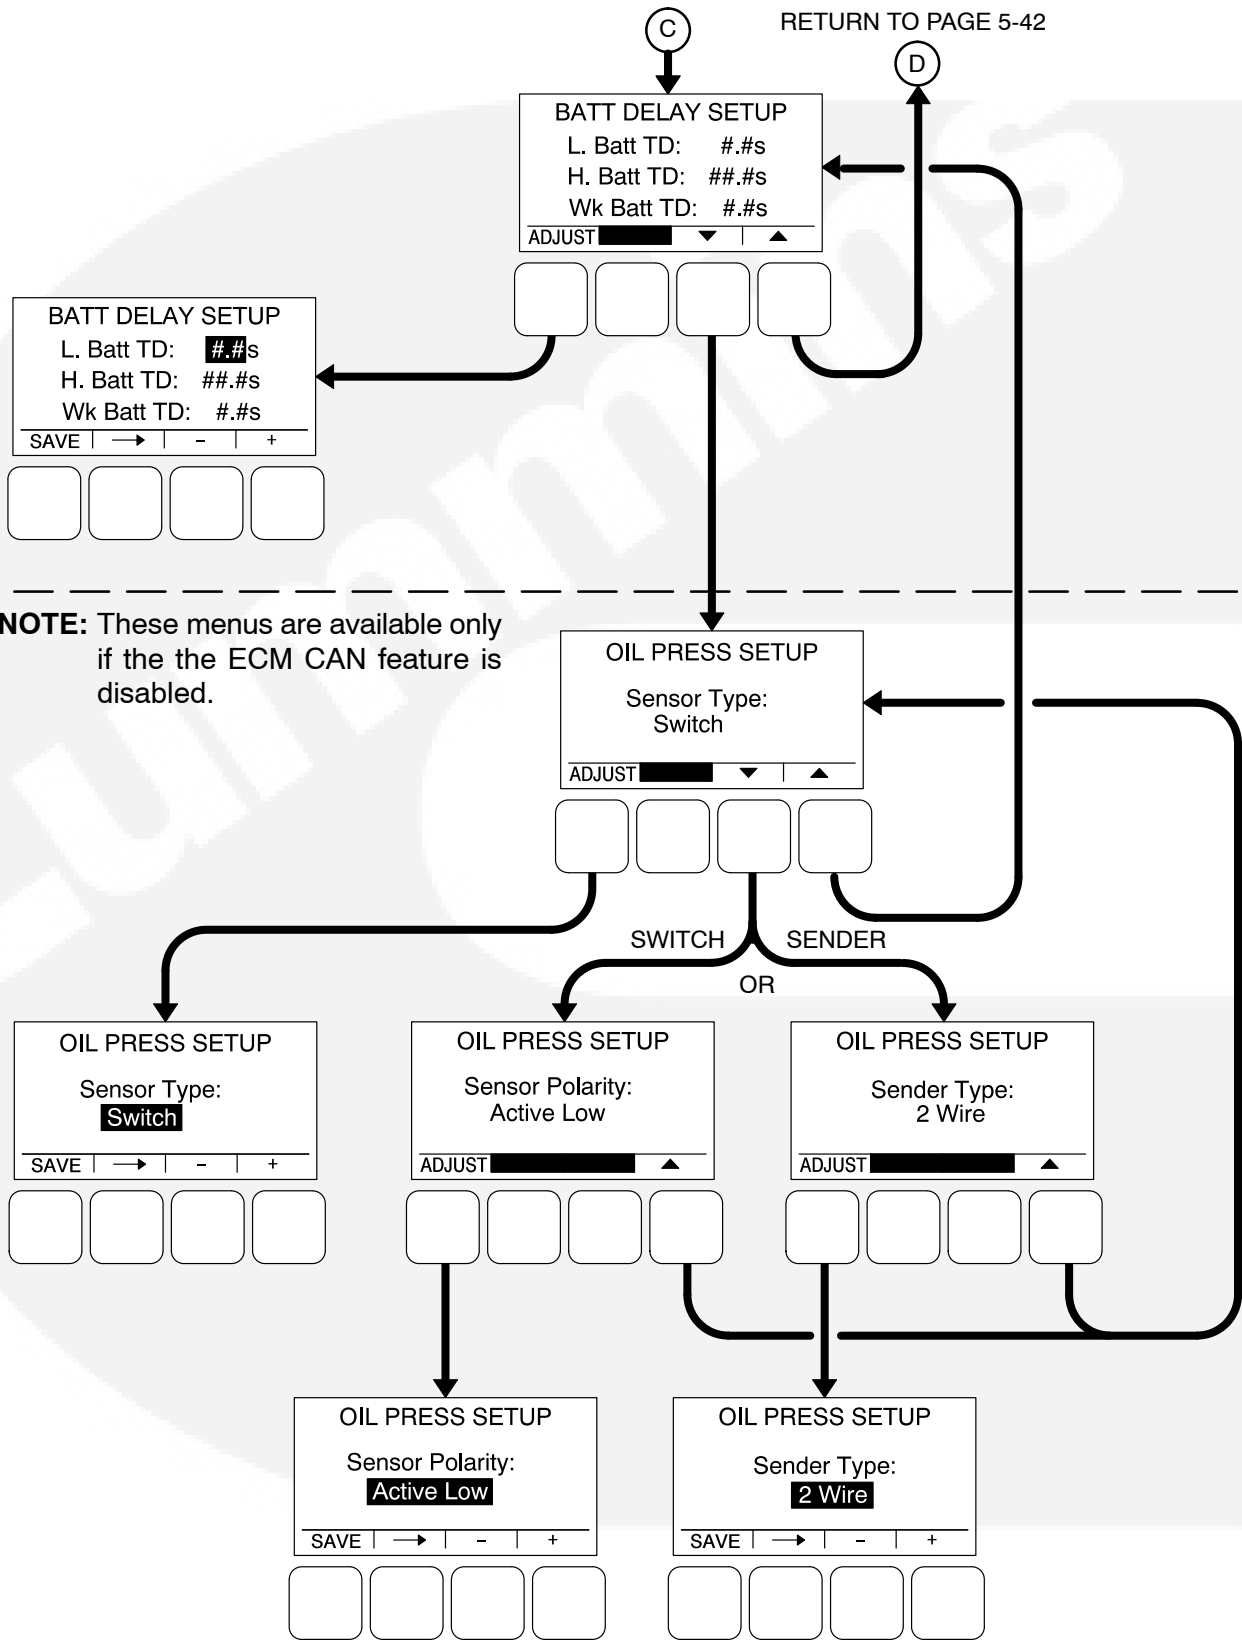 C
RETURN TO PAGE 5-42
D
BATT DELAY SETUP
L. Batt TD: #.#s
H. Batt TD: ##.#s
Wk Batt TD: #.#s
ADJUST
BATT DELAY SETUP
L. Batt TD: #.#s
H. Batt TD: ##.#s
Wk Batt TD: #.#s
SAVE → - +
NOTE: These menus are available only
if the the ECM CAN feature is
disabled.
OIL PRESS SETUP
Sensor Type:
Switch
ADJUST ▼ ▲
SWITCH SENDER
OR
OIL PRESS SETUP
Sensor Type:
Switch
SAVE → - +
OIL PRESS SETUP
Sensor Polarity:
Active Low
ADJUST ▲
OIL PRESS SETUP
Sender Type:
2 Wire
ADJUST ▲
OIL PRESS SETUP
Sensor Polarity:
Active Low
SAVE → - +
OIL PRESS SETUP
Sender Type:
2 Wire
SAVE → - +
Cummins